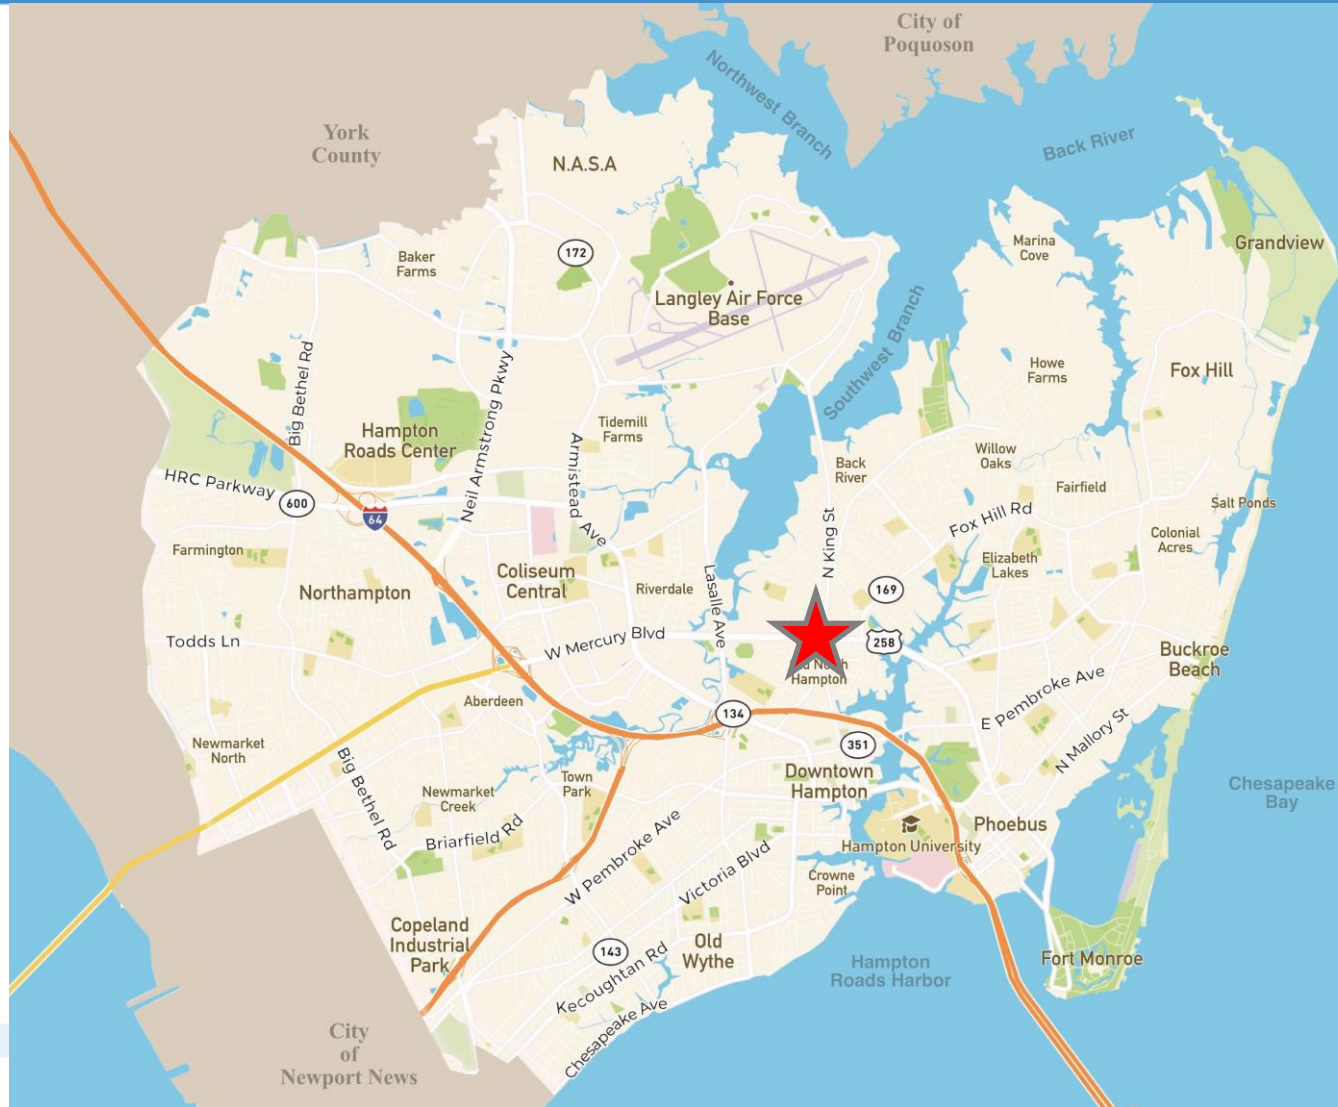 City of
Poquoson
Northwest Branch
Back River
York
County
N.A.S.A
172
Baker
Farms
Marina
Cove
Grandview
Langley Air Force
Base
Southwest Branch
Big Bethel Rd
Neil Armstrong Pkwy
Howe
Farms
Fox Hill
Hampton
Roads Center
Tidemill
Farms
Armistead Ave
Back
River
Willow
Oaks
Fairfield
HRC Parkway
600
64
Salt Ponds
Fox Hill Rd
N King St
Colonial
Acres
Farmington
Elizabeth
Lakes
Coliseum
Central
Riverdale
Lasalle Ave
169
Northampton
Todds Ln
W Mercury Blvd
258
Buckroe
Beach
North
Hampton
Aberdeen
E Pembroke Ave
134
N Mallory St
351
Newmarket
North
Big Bethel Rd
Town
Park
Downtown
Hampton
Newmarket
Creek
Chesapeake
Bay
Briarfield Rd
W Pembroke Ave
Phoebus
Hampton University
Victoria Blvd
Crowne
Point
Copeland
Industrial
Park
143
Old
Wythe
Kecoughtan Rd
Fort Monroe
Hampton
Roads Harbor
Chesapeake Ave
City
of
Newport News